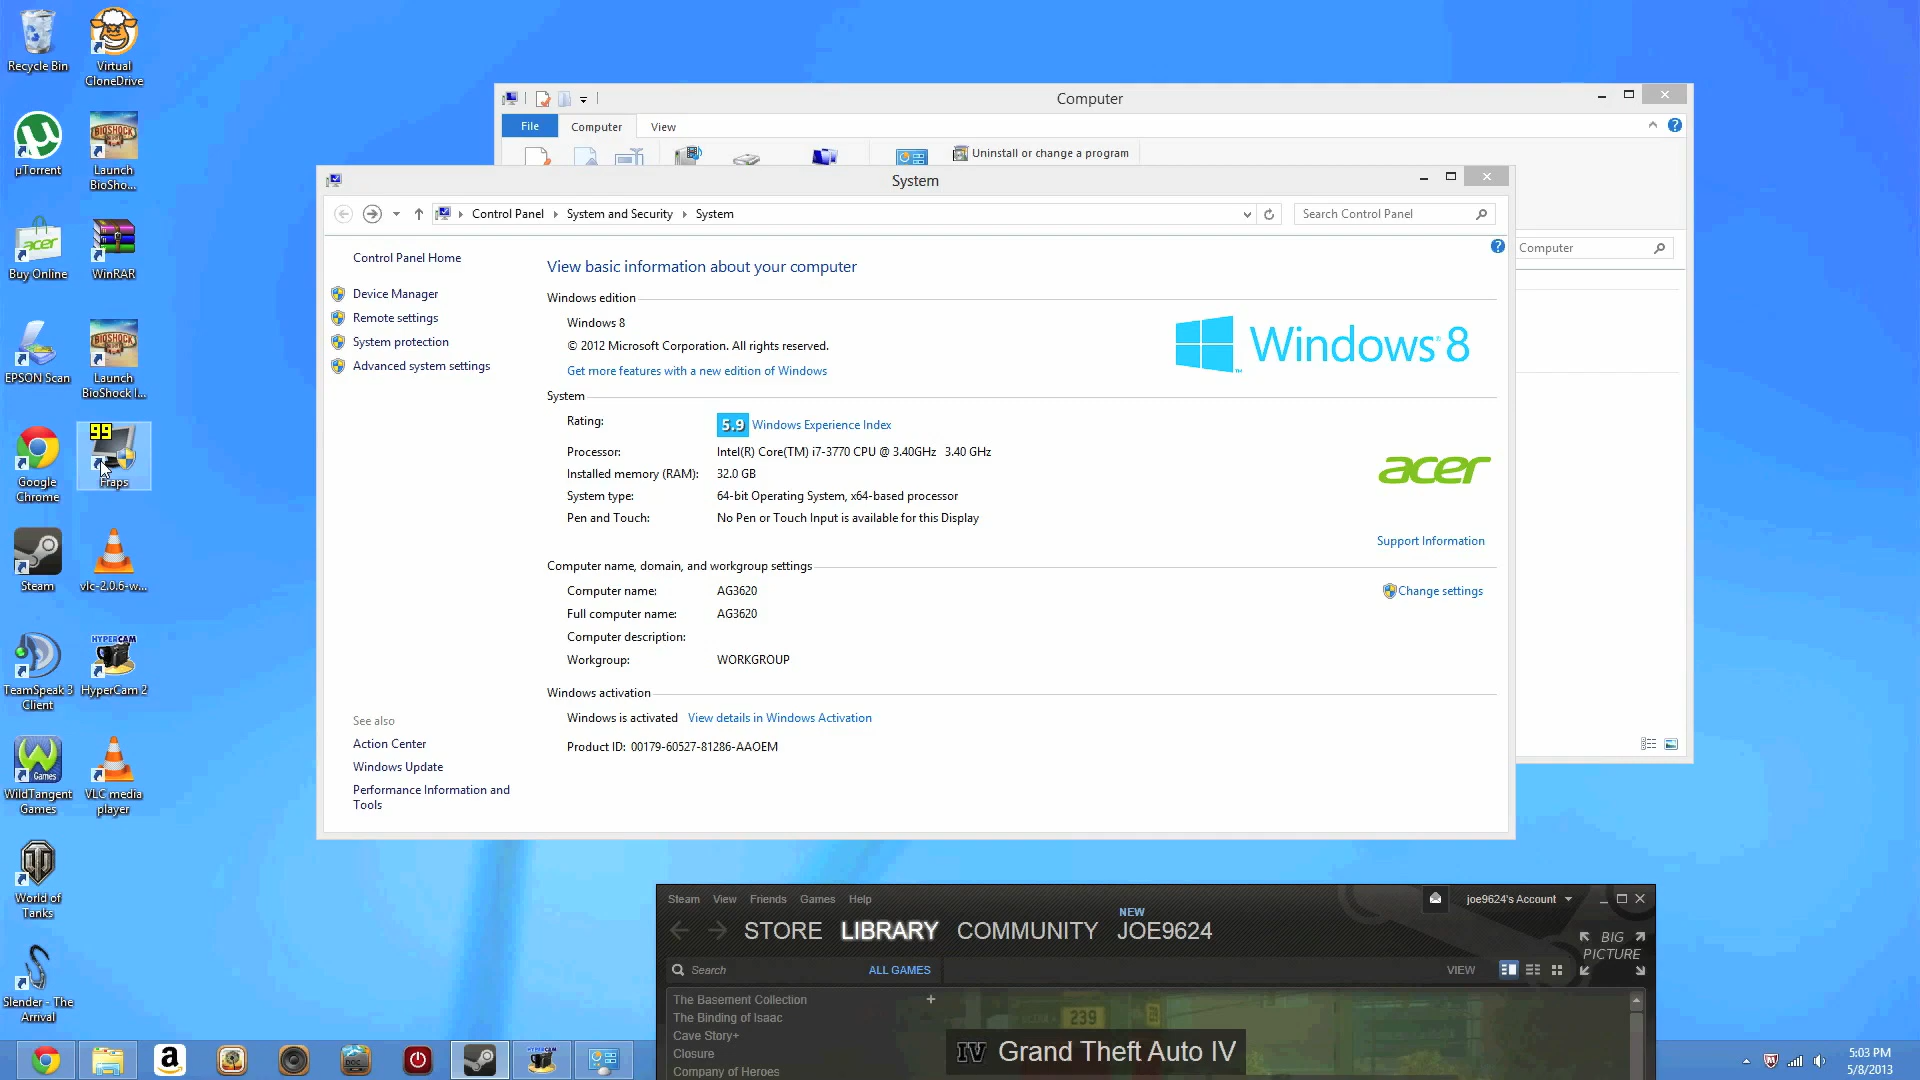 Recycle Bin
Virtual
CloneDrive
µTorrent
Launch
BioSho...
acer
Buy Online
WinRAR
EPSON Scan
BIOSHOCK
Launch
BioShock I...
Google
Chrome
99
Fraps
Steam
vlc-2.0.6-w...
TeamSpeak 3
Client
HYPERCAM
HyperCam 2
Games
WildTangent
Games
VLC media
player
World of
Tanks
Slender - The
Arrival
Computer
File
Computer
View
Uninstall or change a program
Computer
System
Control Panel
System and Security
System
Search Control Panel
Control Panel Home
Device Manager
Remote settings
System protection
Advanced system settings
See also
Action Center
Windows Update
Performance Information and
Tools
View basic information about your computer
Windows edition
Windows 8
© 2012 Microsoft Corporation. All rights reserved.
Get more features with a new edition of Windows
Windows 8
System
Rating:
5.9 Windows Experience Index
Processor: Intel(R) Core(TM) i7-3770 CPU @ 3.40GHz 3.40 GHz
Installed memory (RAM): 32.0 GB
System type: 64-bit Operating System, x64-based processor
Pen and Touch: No Pen or Touch Input is available for this Display
acer
Support Information
Computer name, domain, and workgroup settings
Computer name: AG3620
Change settings
Full computer name: AG3620
Computer description:
Workgroup: WORKGROUP
Windows activation
Windows is activated View details in Windows Activation
Product ID: 00179-60527-81286-AAOEM
Steam View Friends Games Help
joe9624's Account
STORE LIBRARY COMMUNITY JOE9624
NEW
BIG
PICTURE
Search
ALL GAMES
VIEW
The Basement Collection
The Binding of Isaac
Cave Story+
Closure
Company of Heroes
239
IV Grand Theft Auto IV
5:03 PM
5/8/2013